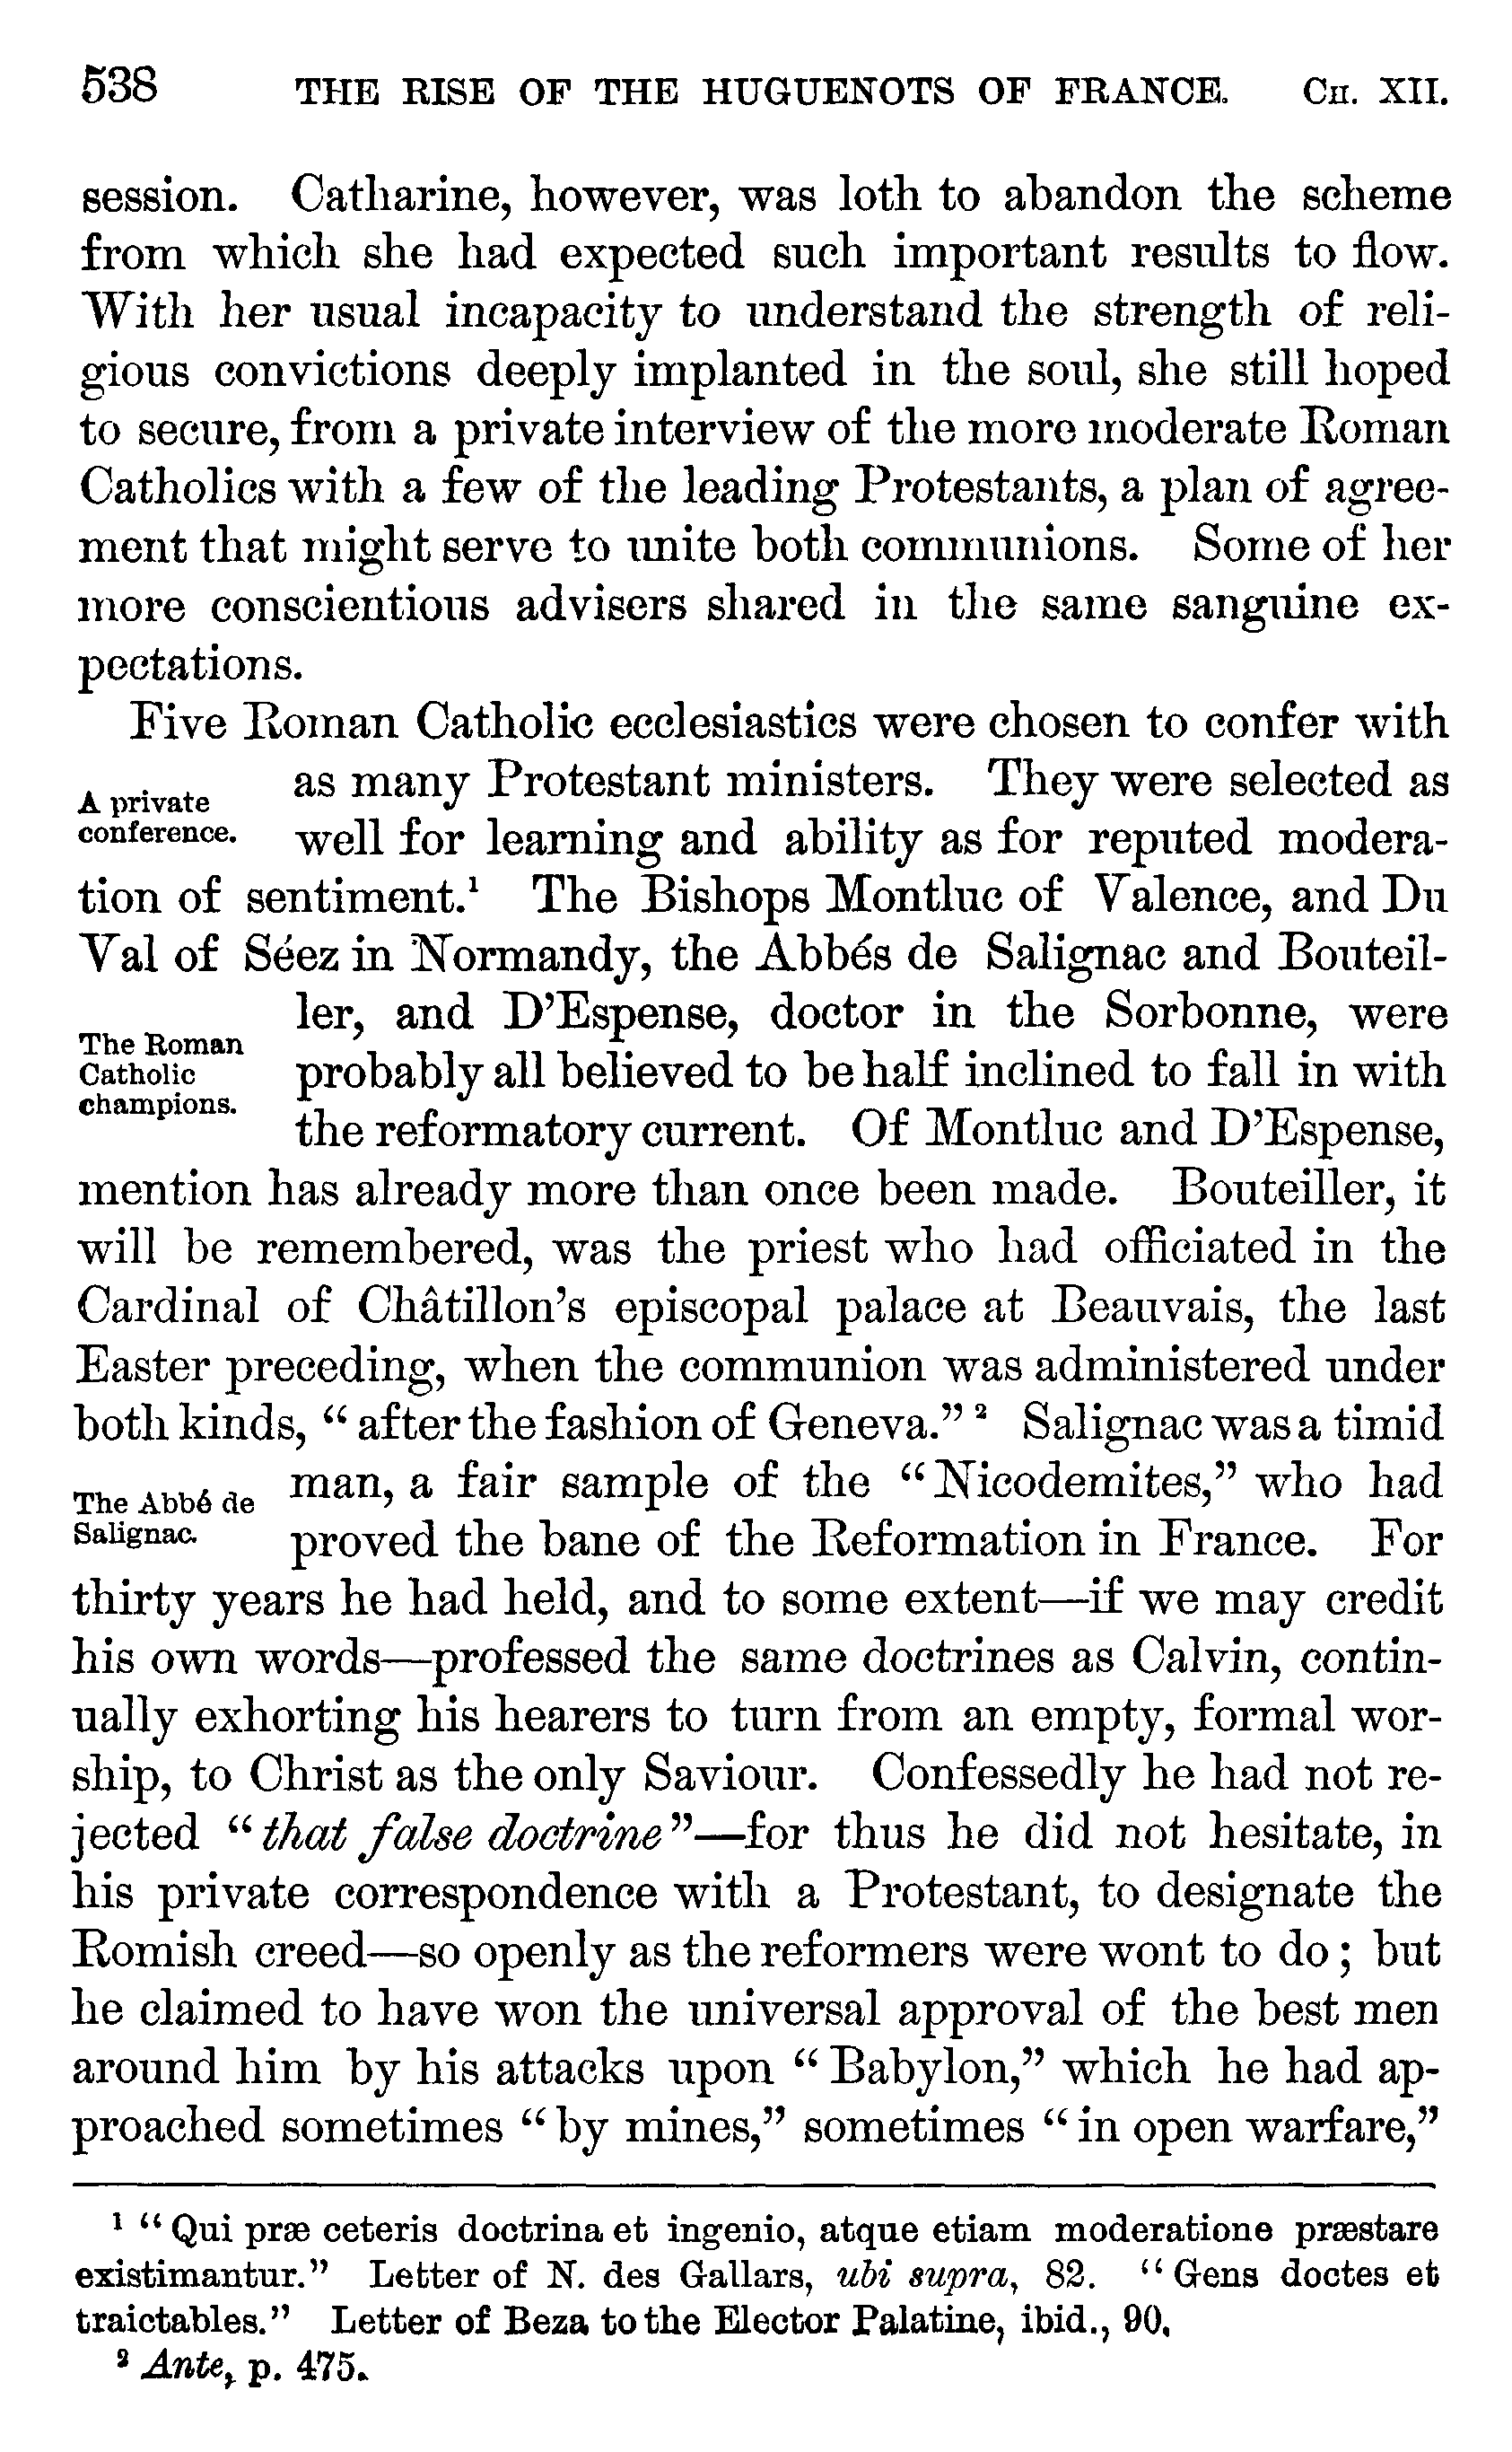 538 THE RISE OF THE HUGUENOTS OF FRANCE. CH. XII.
session. Catharine, however, was loth to abandon the scheme
from which she had expected such important results to flow.
With her usual incapacity to understand the strength of reli-
gious convictions deeply implanted in the soul, she still hoped
to secure, from a private interview of the more moderate Roman
Catholics with a few of the leading Protestants, a plan of agree-
ment that might serve to unite both communions. Some of her
more conscientious advisers shared in the same sanguine ex-
pectations.
Five Roman Catholic ecclesiastics were chosen to confer with
as many Protestant ministers. They were selected as
A private
conference.
well for learning and ability as for reputed modera-
tion of sentiment.¹ The Bishops Montluc of Valence, and Du
Val of Séez in Normandy, the Abbés de Salignac and Bouteil-
ler, and D'Espense, doctor in the Sorbonne, were
The Roman
Catholic
champions.
probably all believed to be half inclined to fall in with
the reformatory current. Of Montluc and D'Espense,
mention has already more than once been made. Bouteiller, it
will be remembered, was the priest who had officiated in the
Cardinal of Châtillon's episcopal palace at Beauvais, the last
Easter preceding, when the communion was administered under
both kinds, "after the fashion of Geneva." ² Salignac was a timid
man, a fair sample of the "Nicodemites," who had
The Abbé de
Salignac.
proved the bane of the Reformation in France. For
thirty years he had held, and to some extent—if we may credit
his own words—professed the same doctrines as Calvin, contin-
ually exhorting his hearers to turn from an empty, formal wor-
ship, to Christ as the only Saviour. Confessedly he had not re-
jected "that false doctrine"—for thus he did not hesitate, in
his private correspondence with a Protestant, to designate the
Romish creed—so openly as the reformers were wont to do; but
he claimed to have won the universal approval of the best men
around him by his attacks upon "Babylon," which he had ap-
proached sometimes "by mines," sometimes "in open warfare,"
¹ "Qui præ ceteris doctrina et ingenio, atque etiam moderatione præstare
existimantur." Letter of N. des Gallars, ubi supra, 82. "Gens doctes et
traictables." Letter of Beza to the Elector Palatine, ibid., 90.
² Ante, p. 475.